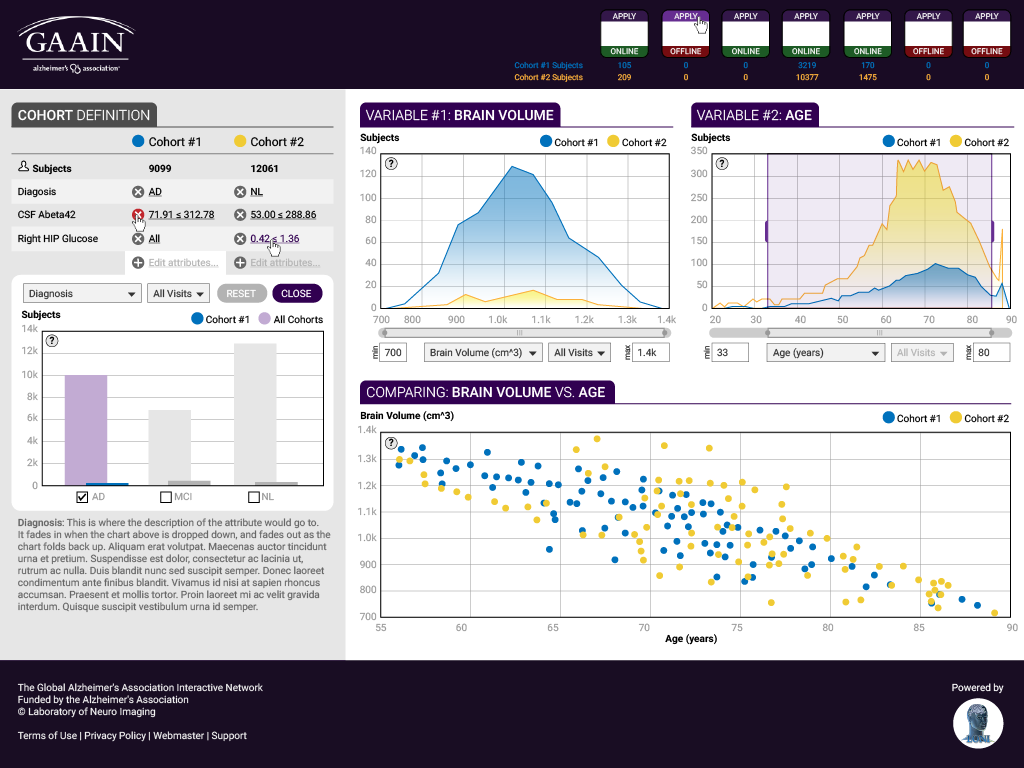 GAAIN
alzheimer's association
APPLY APPLY APPLY APPLY APPLY APPLY APPLY
ONLINE OFFLINE ONLINE ONLINE ONLINE OFFLINE OFFLINE
Cohort #1 Subjects 105 0 0 3219 170 0 0
Cohort #2 Subjects 209 0 0 10377 1475 0 0
COHORT DEFINITION
Cohort #1 Cohort #2
Subjects 9099 12061
Diagosis AD NL
CSF Abeta42 71.91 ≤ 312.78 53.00 ≤ 288.86
Right HIP Glucose All 0.42 ≤ 1.36
Edit attributes... Edit attributes...
Diagnosis All Visits RESET CLOSE
Subjects
Cohort #1 All Cohorts
14k
?
12k
10k
8k
6k
4k
2k
0
AD MCI NL
Diagnosis: This is where the description of the attribute would go to.
It fades in when the chart above is dropped down, and fades out as the
chart folds back up. Aliquam erat volutpat. Maecenas auctor tincidunt
urna et pretium. Suspendisse est dolor, consectetur ac lacinia ut,
rutrum ac nulla. Duis blandit nunc sed suscipit semper. Donec laoreet
condimentum ante finibus blandit. Vivamus id nisi at sapien rhoncus
accumsan. Praesent et mollis tortor. Proin laoreet mi ac velit gravida
interdum. Quisque suscipit vestibulum urna id semper.
VARIABLE #1: BRAIN VOLUME
Subjects
Cohort #1 Cohort #2
140
?
120
100
80
60
40
20
0
700 800 900 1.0k 1.1k 1.2k 1.3k 1.4k
min 700 Brain Volume (cm^3) All Visits max 1.4k
VARIABLE #2: AGE
Subjects
Cohort #1 Cohort #2
350
?
300
250
200
150
100
50
0
20 30 40 50 60 70 80 90
min 33 Age (years) All Visits max 80
COMPARING: BRAIN VOLUME VS. AGE
Brain Volume (cm^3)
Cohort #1 Cohort #2
1.4k
?
1.3k
1.2k
1.1k
1.0k
900
800
700
55 60 65 70 75 80 85 90
Age (years)
The Global Alzheimer's Association Interactive Network
Funded by the Alzheimer's Association
© Laboratory of Neuro Imaging
Terms of Use | Privacy Policy | Webmaster | Support
Powered by
LONI